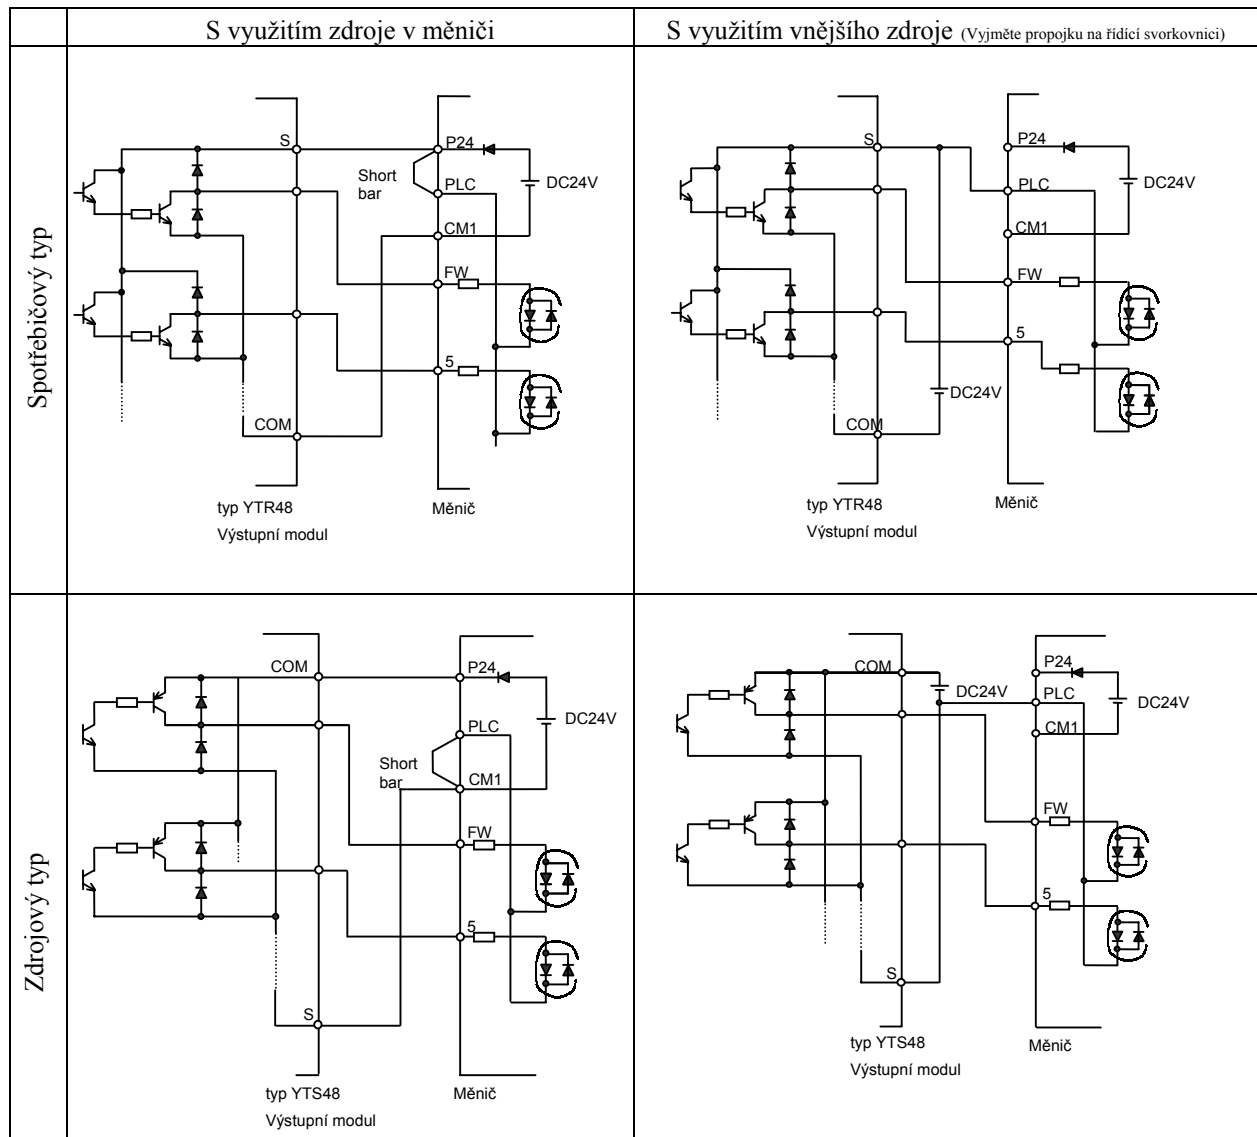 S využitím zdroje v měniči
S využitím vnějšího zdroje (Vyjměte propojku na řídící svorkovnici)
Spotřebičový typ
S
P24
Short
bar
PLC
DC24V
CM1
FW
5
COM
typ YTR48
Výstupní modul
Měnič
S
P24
PLC
DC24V
CM1
FW
5
DC24V
COM
typ YTR48
Výstupní modul
Měnič
Zdrojový typ
COM
P24
DC24V
PLC
Short
bar
CM1
FW
5
S
typ YTS48
Výstupní modul
Měnič
COM
P24
DC24V
PLC
DC24V
CM1
FW
5
S
typ YTS48
Výstupní modul
Měnič